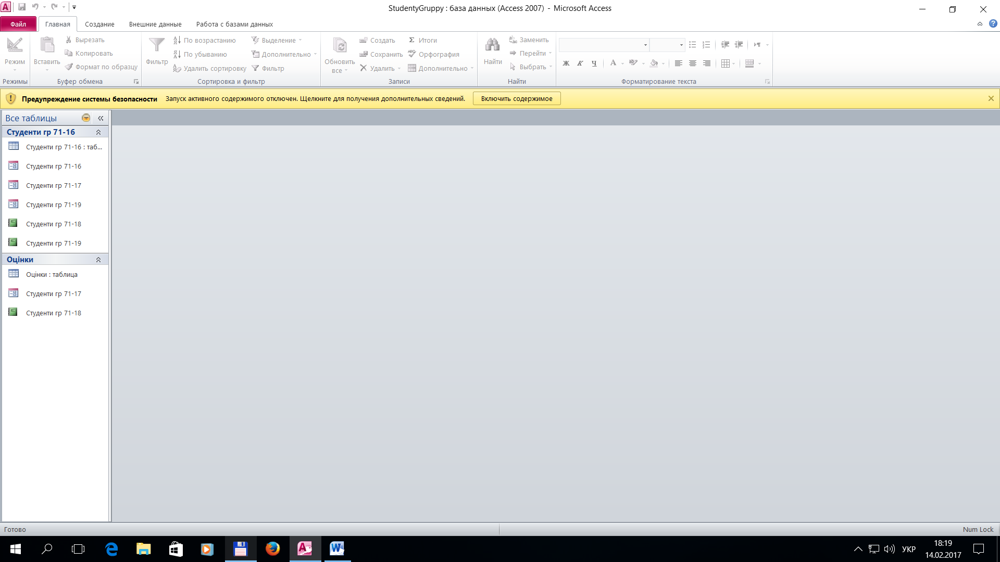 StudentyGruppy : база данных (Access 2007) - Microsoft Access
Файл Главная Создание Внешние данные Работа с базами данных
Режим
Режимы
Вставить
Вырезать
Копировать
Формат по образцу
Буфер обмена
Фильтр
По возрастанию
По убыванию
Удалить сортировку
Выделение
Дополнительно
Фильтр
Сортировка и фильтр
Обновить
все
Создать
Сохранить
Удалить
Итоги
Орфография
Дополнительно
Записи
Найти
Заменить
Перейти
Выбрать
Найти
Ж К Ч А
Форматирование текста
Предупреждение системы безопасности Запуск активного содержимого отключен. Щелкните для получения дополнительных сведений. Включить содержимое
Все таблицы
Студенти гр 71-16
Студенти гр 71-16 : таб...
Студенти гр 71-16
Студенти гр 71-17
Студенти гр 71-19
Студенти гр 71-18
Студенти гр 71-19
Оцінки
Оцінки : таблица
Студенти гр 71-17
Студенти гр 71-18
Готово
Num Lock
УКР
18:19
14.02.2017